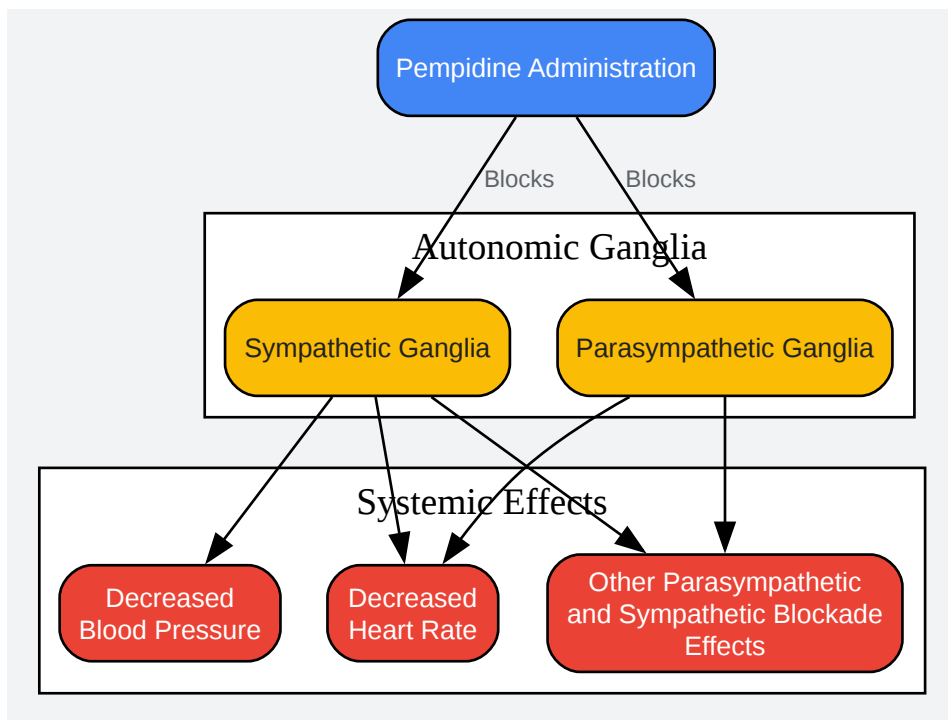 Pempidine Administration
Blocks
Blocks
Autonomic Ganglia
Sympathetic Ganglia
Parasympathetic Ganglia
Systemic Effects
Decreased
Blood Pressure
Decreased
Heart Rate
Other Parasympathetic
and Sympathetic Blockade
Effects